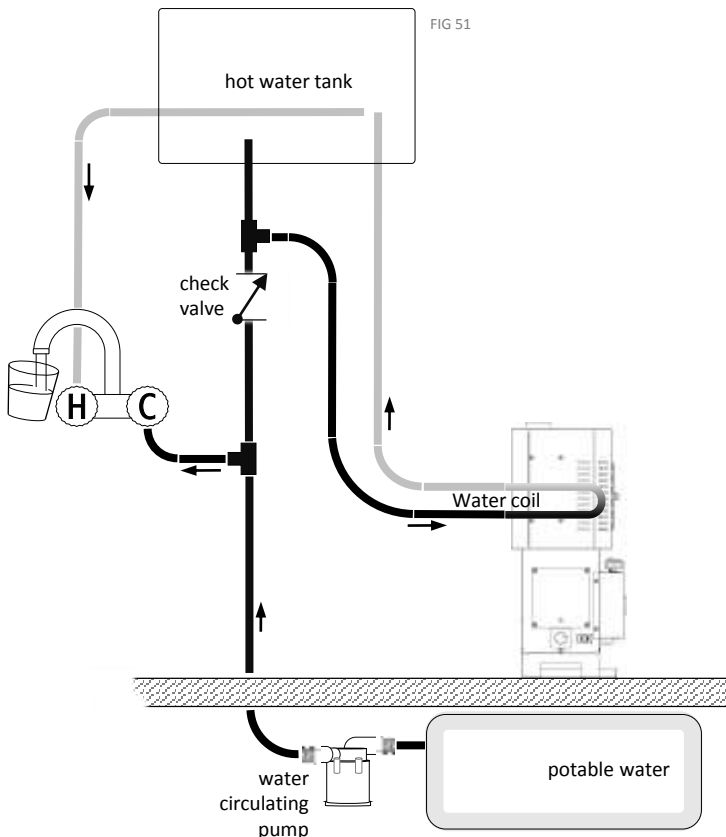 FIG 51
hot water tank
check
valve
H
C
Water coil
potable water
water
circulating
pump